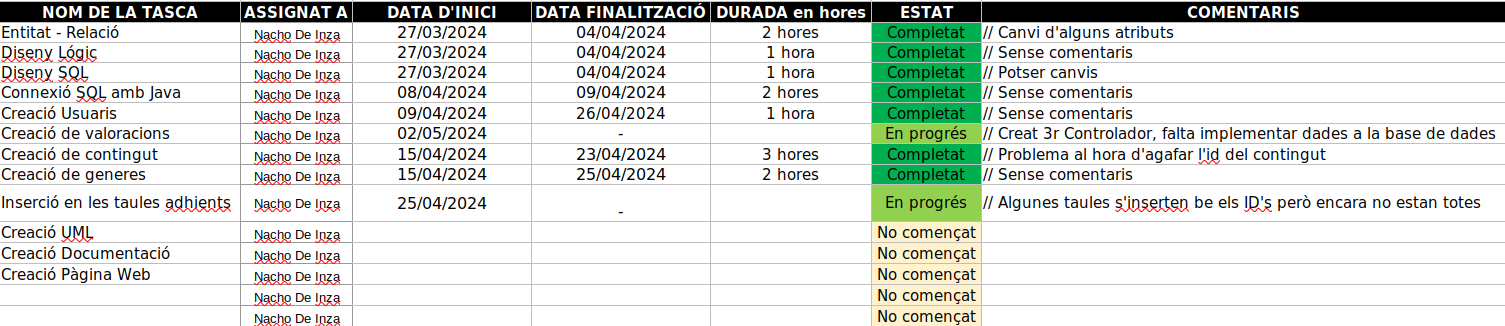 NOM DE LA TASCA ASSIGNAT A DATA D'INICI DATA FINALITZACIÓ DURADA en hores ESTAT COMENTARIS
Entitat - Relació Nacho De Inza 27/03/2024 04/04/2024 2 hores Completat // Canvi d'alguns atributs
Diseny Lógic Nacho De Inza 27/03/2024 04/04/2024 1 hora Completat // Sense comentaris
Diseny SQL Nacho De Inza 27/03/2024 04/04/2024 1 hora Completat // Potser canvis
Connexió SQL amb Java Nacho De Inza 08/04/2024 09/04/2024 2 hores Completat // Sense comentaris
Creació Usuaris Nacho De Inza 09/04/2024 26/04/2024 1 hora Completat // Sense comentaris
Creació de valoracions Nacho De Inza 02/05/2024 - En progrés // Creat 3r Controlador, falta implementar dades a la base de dades
Creació de contingut Nacho De Inza 15/04/2024 23/04/2024 3 hores Completat // Problema al hora d'agafar l'id del contingut
Creació de generes Nacho De Inza 15/04/2024 25/04/2024 2 hores Completat // Sense comentaris
Inserció en les taules adhients Nacho De Inza 25/04/2024 - En progrés // Algunes taules s'inserten be els ID's però encara no estan totes
Creació UML Nacho De Inza No començat
Creació Documentació Nacho De Inza No començat
Creació Pàgina Web Nacho De Inza No començat
Nacho De Inza No començat
Nacho De Inza No començat